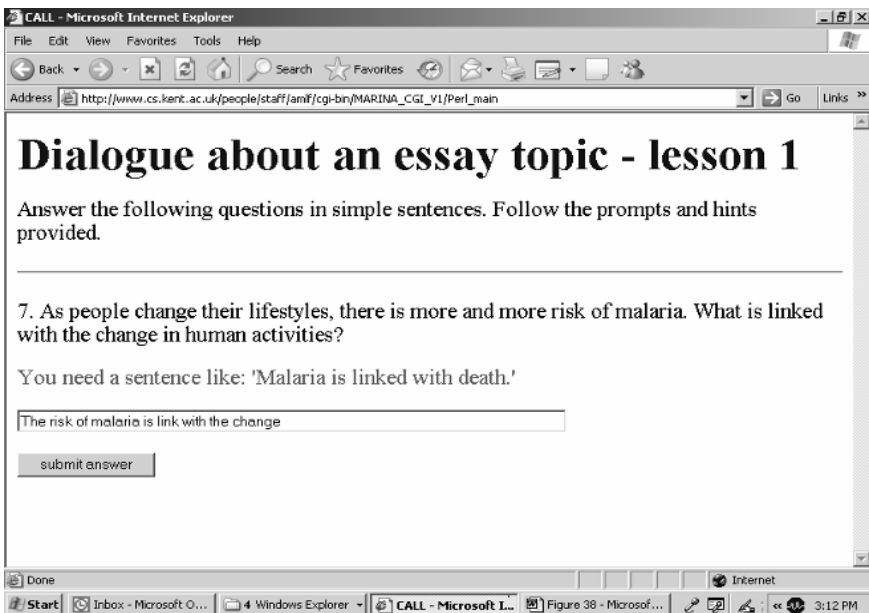 CALL - Microsoft Internet Explorer
File Edit View Favorites Tools Help
Back Search Favorites
Address http://www.cs.kent.ac.uk/people/staff/amlf/cgi-bin/MARINA_CGI_V1/Perl_main Go Links »
Dialogue about an essay topic - lesson 1
Answer the following questions in simple sentences. Follow the prompts and hints
provided.
7. As people change their lifestyles, there is more and more risk of malaria. What is linked
with the change in human activities?
You need a sentence like: 'Malaria is linked with death.'
The risk of malaria is link with the change
submit answer
Done Internet
Start Inbox - Microsoft O... 4 Windows Explorer CALL - Microsoft I... Figure 38 - Microsof... « 3:12 PM